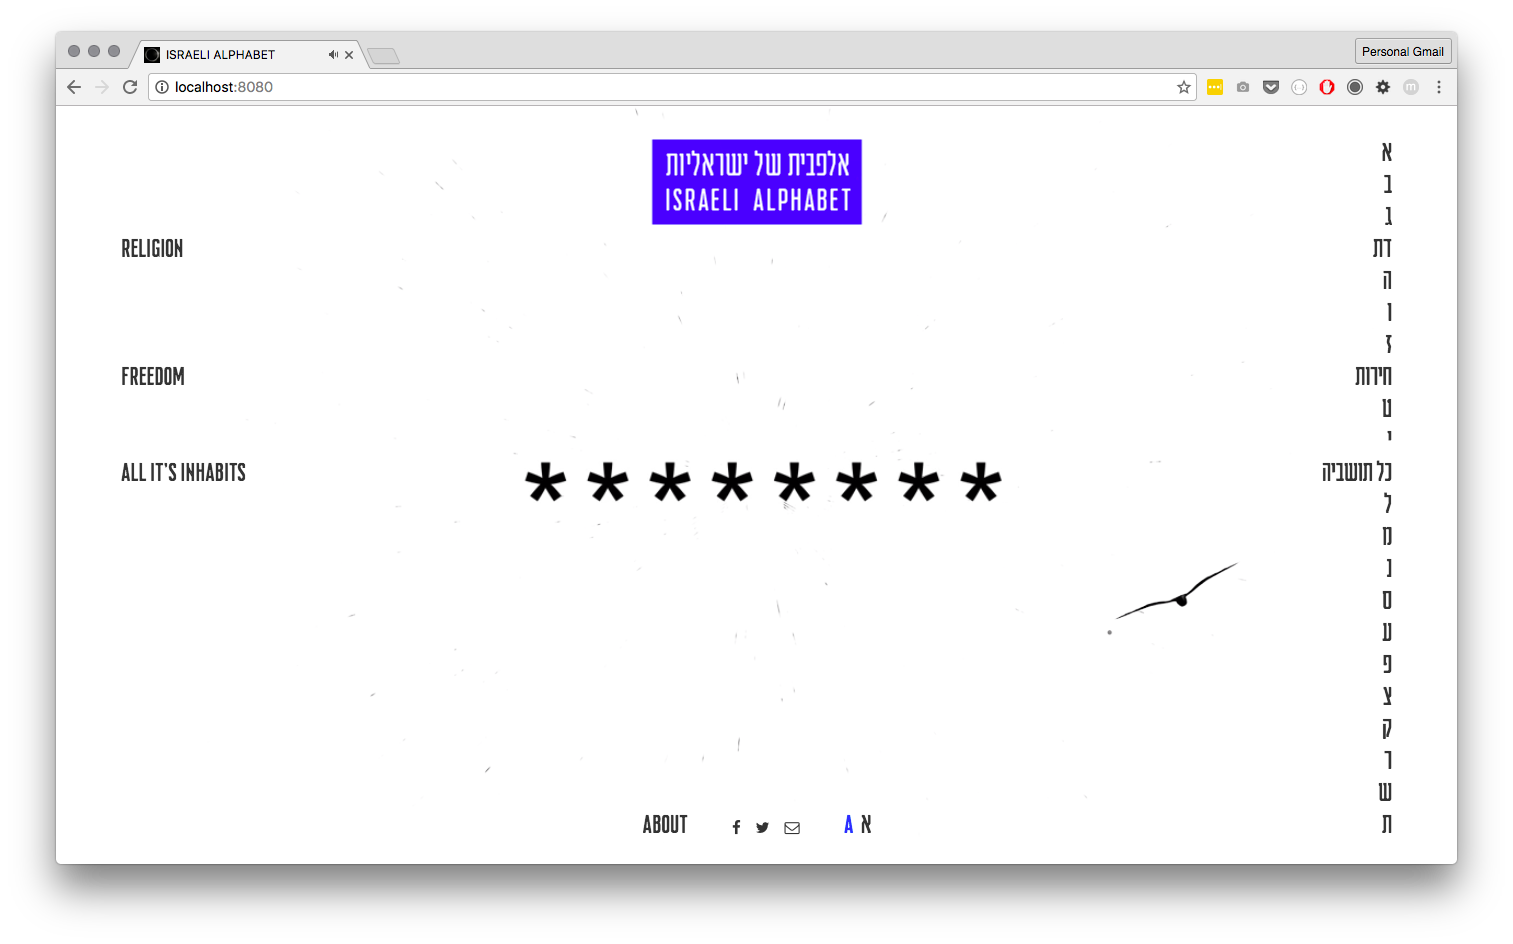 ISRAELI ALPHABET
Personal Gmail
localhost:8080
אלפבית של ישראליות
ISRAELI ALPHABET
א
ב
ג
RELIGION דת
ה
ו
ז
FREEDOM חירות
ט
י
ALL IT'S INHABITS ******** כל תושביה
ל
מ
נ
ס
ע
פ
צ
ק
ר
ש
ABOUT A א ת